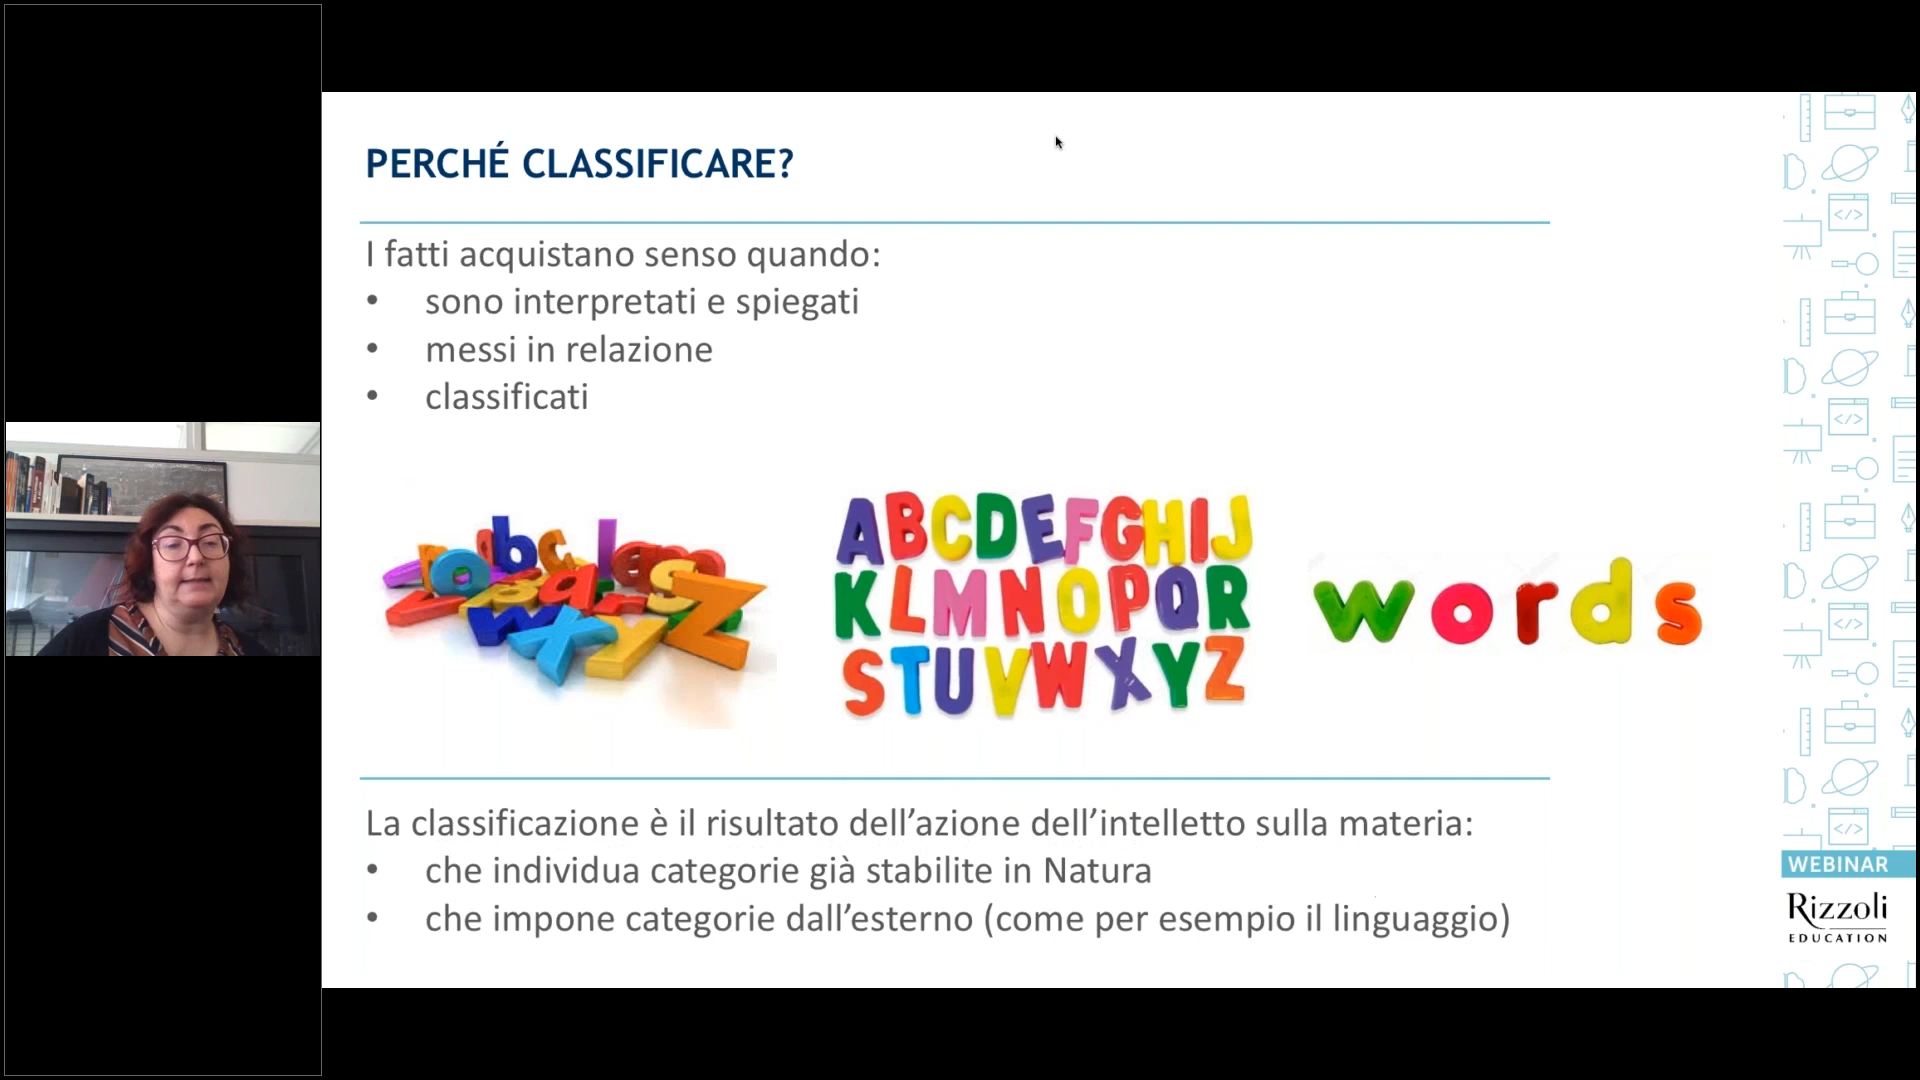 PERCHÉ CLASSIFICARE?
I fatti acquistano senso quando:
• sono interpretati e spiegati
• messi in relazione
• classificati
ABCDEFGHIJ
KLMNOPQR
STUVWXYZ
words
La classificazione è il risultato dell’azione dell’intelletto sulla materia:
• che individua categorie già stabilite in Natura
• che impone categorie dall’esterno (come per esempio il linguaggio)
WEBINAR
Rizzoli
EDUCATION